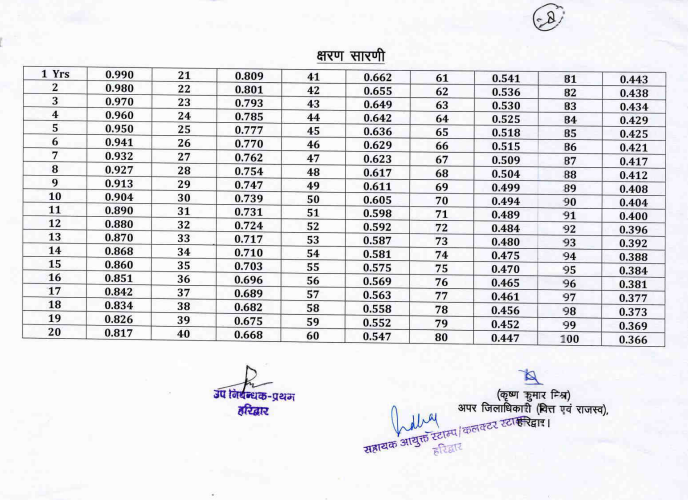 8
क्षरण सारणी
1 Yrs 0.990 21 0.809 41 0.662 61 0.541 81 0.443
2 0.980 22 0.801 42 0.655 62 0.536 82 0.438
3 0.970 23 0.793 43 0.649 63 0.530 83 0.434
4 0.960 24 0.785 44 0.642 64 0.525 84 0.429
5 0.950 25 0.777 45 0.636 65 0.518 85 0.425
6 0.941 26 0.770 46 0.629 66 0.515 86 0.421
7 0.932 27 0.762 47 0.623 67 0.509 87 0.417
8 0.927 28 0.754 48 0.617 68 0.504 88 0.412
9 0.913 29 0.747 49 0.611 69 0.499 89 0.408
10 0.904 30 0.739 50 0.605 70 0.494 90 0.404
11 0.890 31 0.731 51 0.598 71 0.489 91 0.400
12 0.880 32 0.724 52 0.592 72 0.484 92 0.396
13 0.870 33 0.717 53 0.587 73 0.480 93 0.392
14 0.868 34 0.710 54 0.581 74 0.475 94 0.388
15 0.860 35 0.703 55 0.575 75 0.470 95 0.384
16 0.851 36 0.696 56 0.569 76 0.465 96 0.381
17 0.842 37 0.689 57 0.563 77 0.461 97 0.377
18 0.834 38 0.682 58 0.558 78 0.456 98 0.373
19 0.826 39 0.675 59 0.552 79 0.452 99 0.369
20 0.817 40 0.668 60 0.547 80 0.447 100 0.366
उप निबन्धक-प्रथम
हरिद्वार
(कृष्ण कुमार मिश्र)
अपर जिलाधिकारी (वित्त एवं राजस्व),
हरिद्वार।
सहायक आयुक्त स्टाम्प/कलक्टर स्टाम्प
हरिद्वार